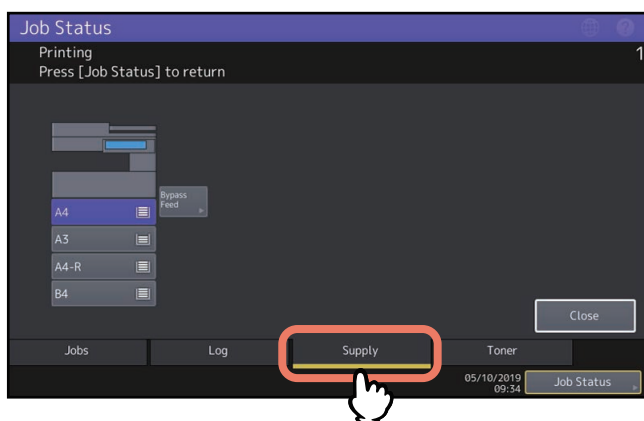 Job Status
Printing
1
Press [Job Status] to return
Bypass
Feed
A4
A3
A4-R
B4
Close
Jobs
Log
Supply
Toner
05/10/2019
09:34
Job Status